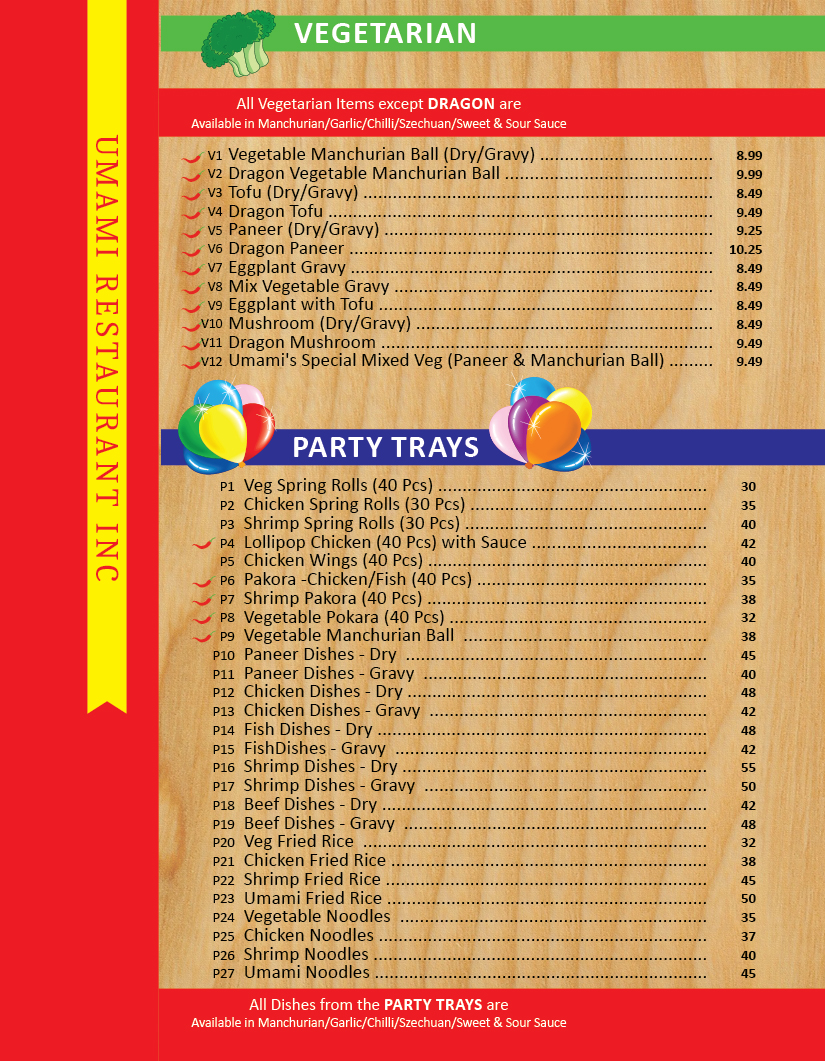 UMAMI RESTAURANT INC
VEGETARIAN
All Vegetarian Items except DRAGON are
Available in Manchurian/Garlic/Chilli/Szechuan/Sweet & Sour Sauce
V1 Vegetable Manchurian Ball (Dry/Gravy) .................................... 8.99
V2 Dragon Vegetable Manchurian Ball ........................................... 9.99
V3 Tofu (Dry/Gravy) ........................................................................ 8.49
V4 Dragon Tofu ............................................................................... 9.49
V5 Paneer (Dry/Gravy) .................................................................... 9.25
V6 Dragon Paneer ........................................................................... 10.25
V7 Eggplant Gravy ........................................................................... 8.49
V8 Mix Vegetable Gravy .................................................................. 8.49
V9 Eggplant with Tofu ..................................................................... 8.49
V10 Mushroom (Dry/Gravy) ............................................................. 8.49
V11 Dragon Mushroom .................................................................... 9.49
V12 Umami's Special Mixed Veg (Paneer & Manchurian Ball) ......... 9.49
PARTY TRAYS
P1 Veg Spring Rolls (40 Pcs) ........................................................ 30
P2 Chicken Spring Rolls (30 Pcs) ................................................. 35
P3 Shrimp Spring Rolls (30 Pcs) .................................................. 40
P4 Lollipop Chicken (40 Pcs) with Sauce .................................... 42
P5 Chicken Wings (40 Pcs) .......................................................... 40
P6 Pakora -Chicken/Fish (40 Pcs) ................................................ 35
P7 Shrimp Pakora (40 Pcs) .......................................................... 38
P8 Vegetable Pokara (40 Pcs) ..................................................... 32
P9 Vegetable Manchurian Ball .................................................. 38
P10 Paneer Dishes - Dry .............................................................. 45
P11 Paneer Dishes - Gravy .......................................................... 40
P12 Chicken Dishes - Dry .............................................................. 48
P13 Chicken Dishes - Gravy ......................................................... 42
P14 Fish Dishes - Dry .................................................................... 48
P15 FishDishes - Gravy ................................................................ 42
P16 Shrimp Dishes - Dry ............................................................... 55
P17 Shrimp Dishes - Gravy .......................................................... 50
P18 Beef Dishes - Dry ................................................................... 42
P19 Beef Dishes - Gravy .............................................................. 48
P20 Veg Fried Rice ....................................................................... 32
P21 Chicken Fried Rice ................................................................. 38
P22 Shrimp Fried Rice .................................................................. 45
P23 Umami Fried Rice .................................................................. 50
P24 Vegetable Noodles ............................................................... 35
P25 Chicken Noodles .................................................................... 37
P26 Shrimp Noodles ..................................................................... 40
P27 Umami Noodles ..................................................................... 45
All Dishes from the PARTY TRAYS are
Available in Manchurian/Garlic/Chilli/Szechuan/Sweet & Sour Sauce